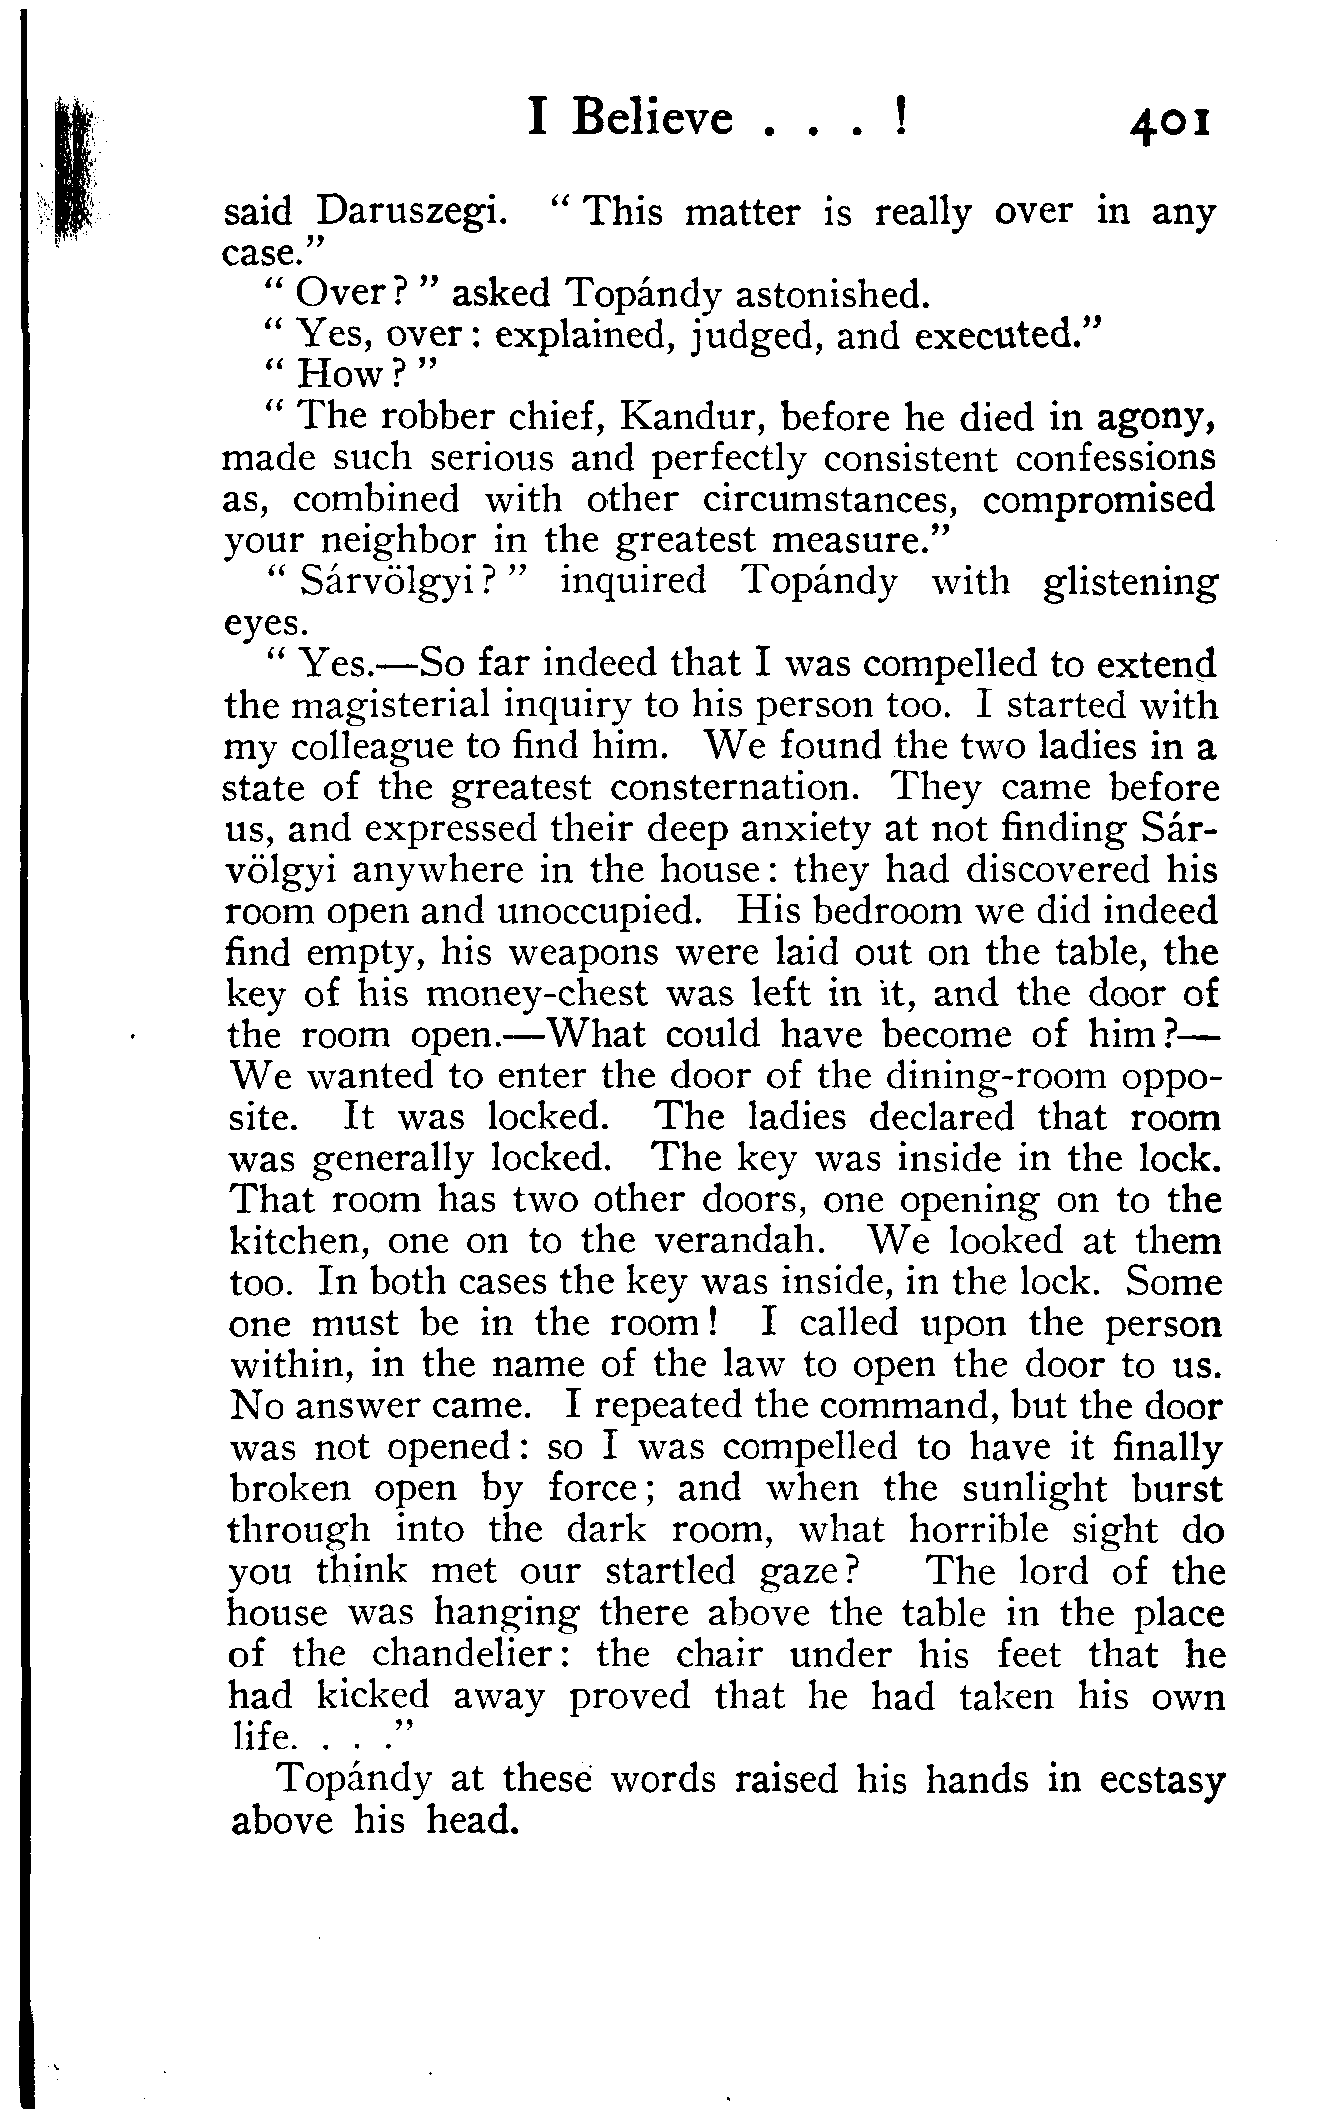 I Believe . . . ! 401
said Daruszegi. “ This matter is really over in any
case.”
“ Over ? ” asked Topándy astonished.
“ Yes, over : explained, judged, and executed.”
“ How ? ”
“ The robber chief, Kandur, before he died in agony,
made such serious and perfectly consistent confessions
as, combined with other circumstances, compromised
your neighbor in the greatest measure.”
“ Sárvölgyi ? ” inquired Topándy with glistening
eyes.
“ Yes.—So far indeed that I was compelled to extend
the magisterial inquiry to his person too. I started with
my colleague to find him. We found the two ladies in a
state of the greatest consternation. They came before
us, and expressed their deep anxiety at not finding Sár-
völgyi anywhere in the house : they had discovered his
room open and unoccupied. His bedroom we did indeed
find empty, his weapons were laid out on the table, the
key of his money-chest was left in it, and the door of
the room open.—What could have become of him ?—
We wanted to enter the door of the dining-room oppo-
site. It was locked. The ladies declared that room
was generally locked. The key was inside in the lock.
That room has two other doors, one opening on to the
kitchen, one on to the verandah. We looked at them
too. In both cases the key was inside, in the lock. Some
one must be in the room ! I called upon the person
within, in the name of the law to open the door to us.
No answer came. I repeated the command, but the door
was not opened : so I was compelled to have it finally
broken open by force ; and when the sunlight burst
through into the dark room, what horrible sight do
you think met our startled gaze ? The lord of the
house was hanging there above the table in the place
of the chandelier : the chair under his feet that he
had kicked away proved that he had taken his own
life. . . .”
Topándy at these words raised his hands in ecstasy
above his head.